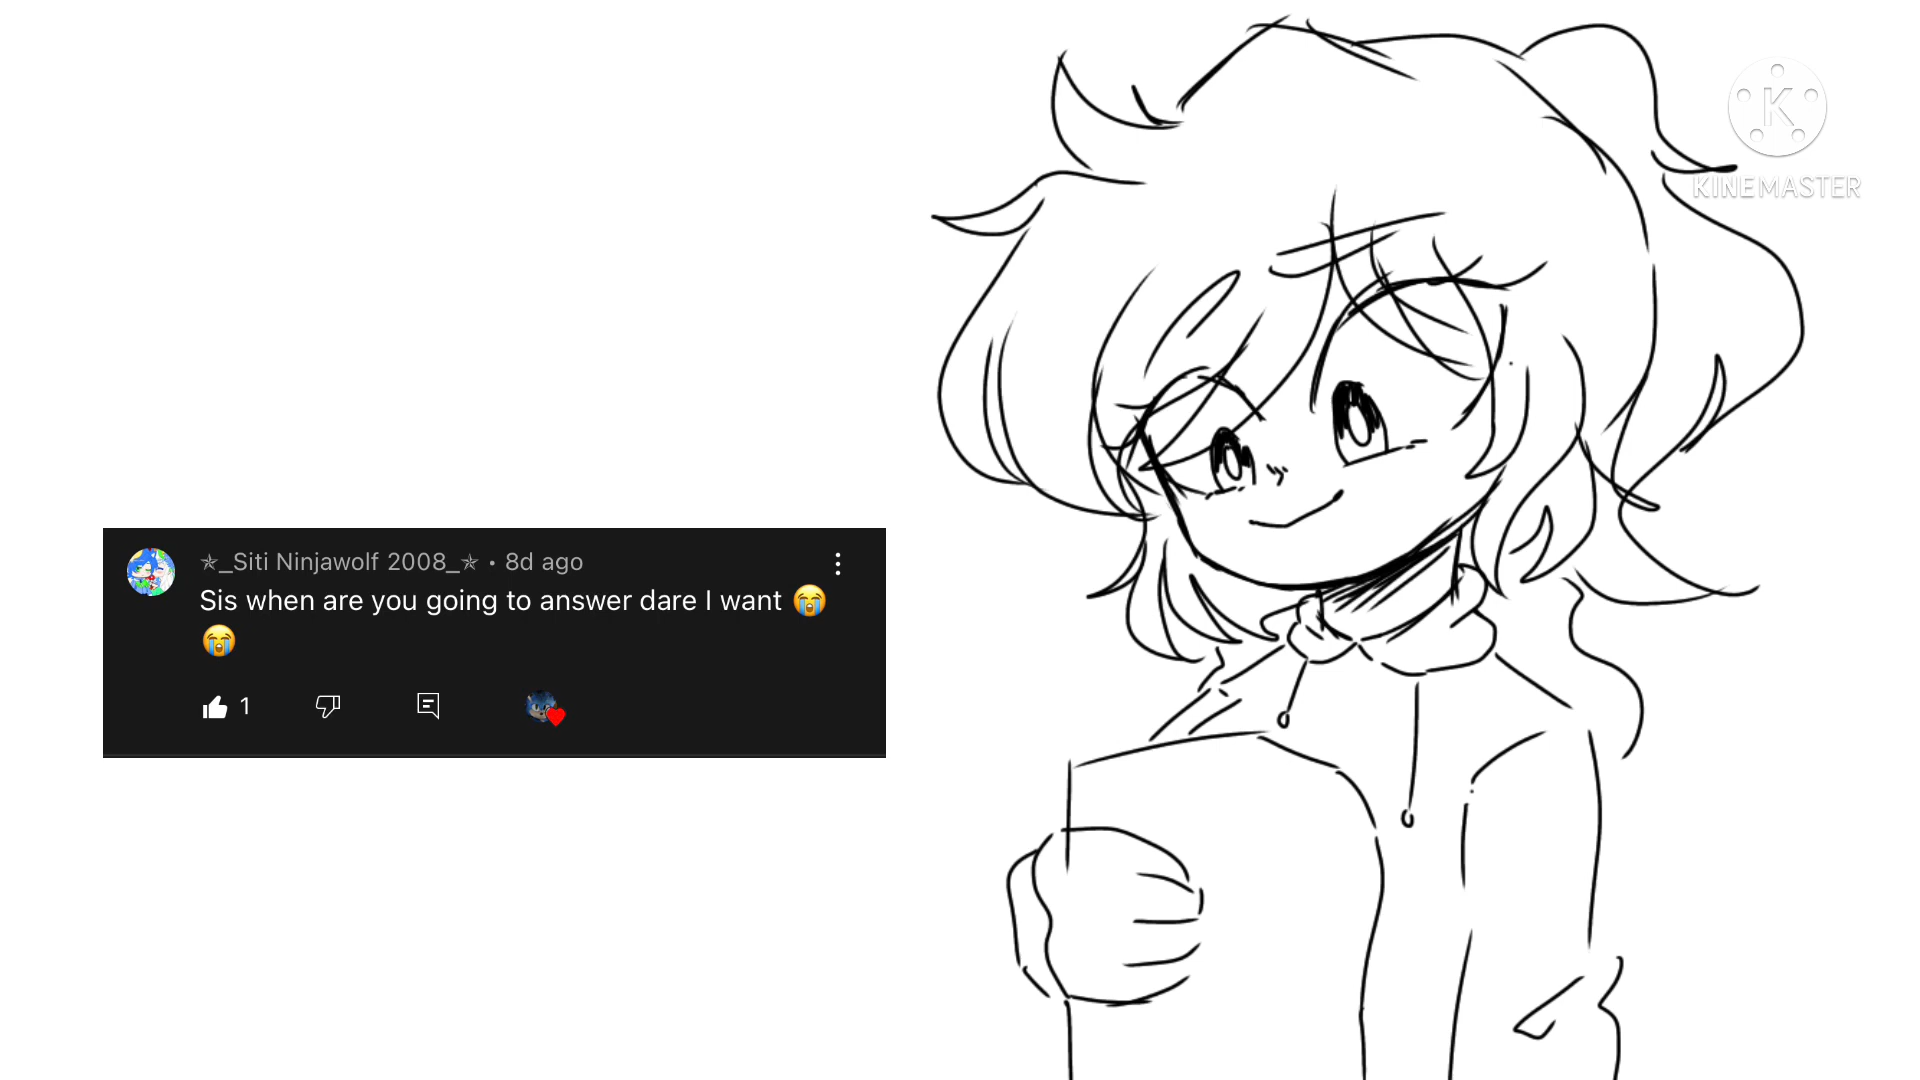 K
KINEMASTER
✯_Siti Ninjawolf 2008_✯ • 8d ago
Sis when are you going to answer dare I want 😭
😭
1